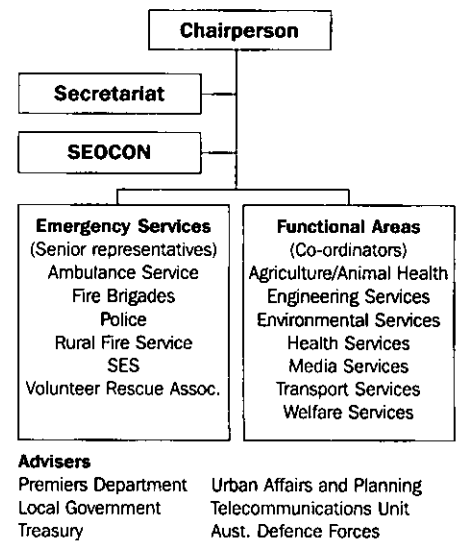 Chairperson
Secretariat
SEOCON
Emergency Services
(Senior representatives)
Ambulance Service
Fire Brigades
Police
Rural Fire Service
SES
Volunteer Rescue Assoc.
Functional Areas
(Co-ordinators)
Agriculture/Animal Health
Engineering Services
Environmental Services
Health Services
Media Services
Transport Services
Welfare Services
Advisers
Premiers Department
Local Government
Treasury
Urban Affairs and Planning
Telecommunications Unit
Aust. Defence Forces